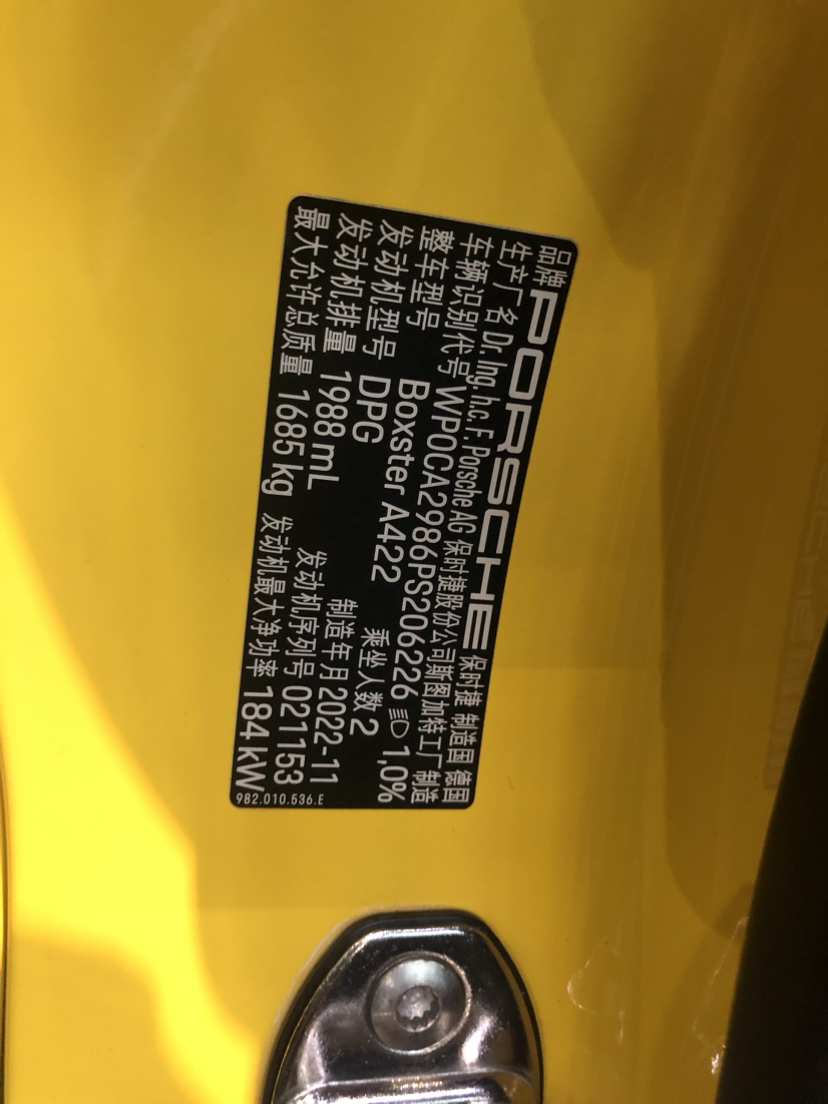 品牌 PORSCHE 保时捷 制造国 德国
生产厂名 Dr. Ing. h.c. F. Porsche AG 保时捷股份公司斯图加特工厂制造
车辆识别代号 WP0CA2986PS206226 1,0%
整车型号 Boxster A422 乘坐人数 2
发动机型号 DPG 制造年月 2022-11
发动机排量 1988 mL 发动机序列号 021153
最大允许总质量 1685 kg 发动机最大净功率 184 kW
982.010.536.E